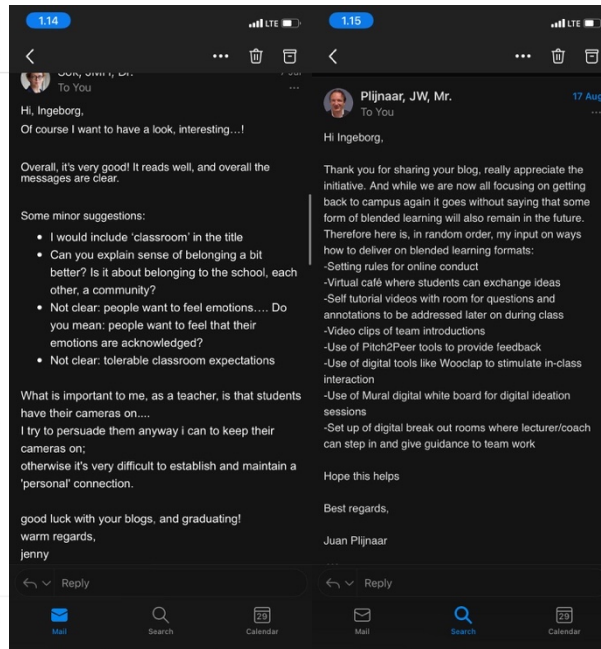 1.14
LTE
To You
Hi, Ingeborg,
Of course I want to have a look, interesting…!
Overall, it's very good! It reads well, and overall the
messages are clear.
Some minor suggestions:
• I would include 'classroom' in the title
• Can you explain sense of belonging a bit
better? Is it about belonging to the school, each
other, a community?
• Not clear: people want to feel emotions…. Do
you mean: people want to feel that their
emotions are acknowledged?
• Not clear: tolerable classroom expectations
What is important to me, as a teacher, is that students
have their cameras on....
I try to persuade them anyway i can to keep their
cameras on;
otherwise it's very difficult to establish and maintain a
'personal' connection.
good luck with your blogs, and graduating!
warm regards,
jenny
Reply
Mail Search 29 Calendar
1.15
LTE
Plijnaar, JW, Mr. 17 Aug
To You
Hi Ingeborg,
Thank you for sharing your blog, really appreciate the
initiative. And while we are now all focusing on getting
back to campus again it goes without saying that some
form of blended learning will also remain in the future.
Therefore here is, in random order, my input on ways
how to deliver on blended learning formats:
-Setting rules for online conduct
-Virtual café where students can exchange ideas
-Self tutorial videos with room for questions and
annotations to be addressed later on during class
-Video clips of team introductions
-Use of Pitch2Peer tools to provide feedback
-Use of digital tools like Wooclap to stimulate in-class
interaction
-Use of Mural digital white board for digital ideation
sessions
-Set up of digital break out rooms where lecturer/coach
can step in and give guidance to team work
Hope this helps
Best regards,
Juan Plijnaar
Reply
Mail Search 29 Calendar